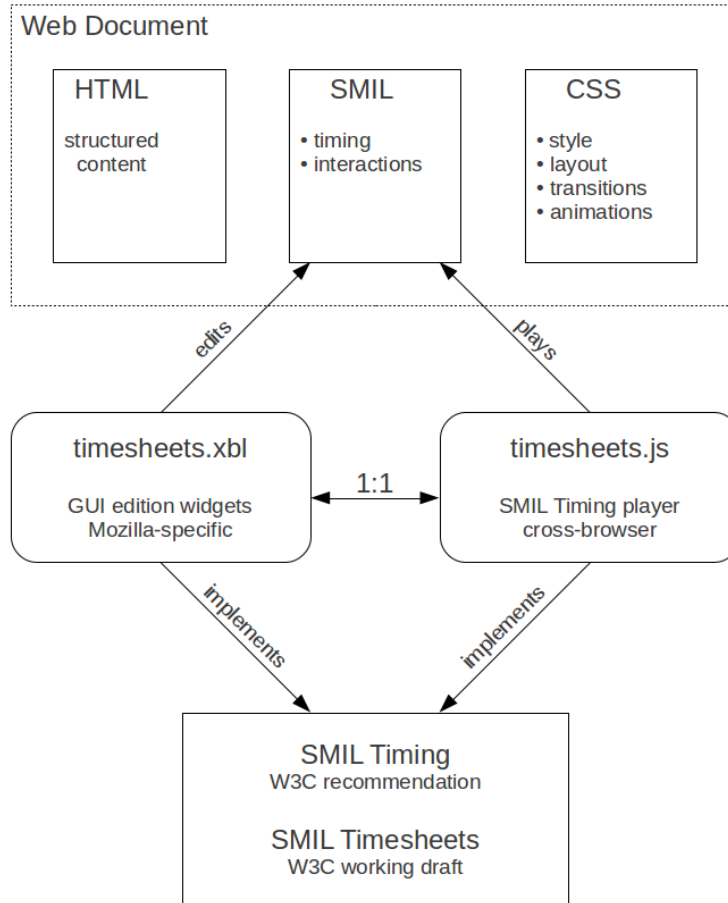 Web Document
HTML
structured
content
SMIL
• timing
• interactions
CSS
• style
• layout
• transitions
• animations
edits
plays
timesheets.xbl
GUI edition widgets
Mozilla-specific
1:1
timesheets.js
SMIL Timing player
cross-browser
implements
implements
SMIL Timing
W3C recommendation
SMIL Timesheets
W3C working draft